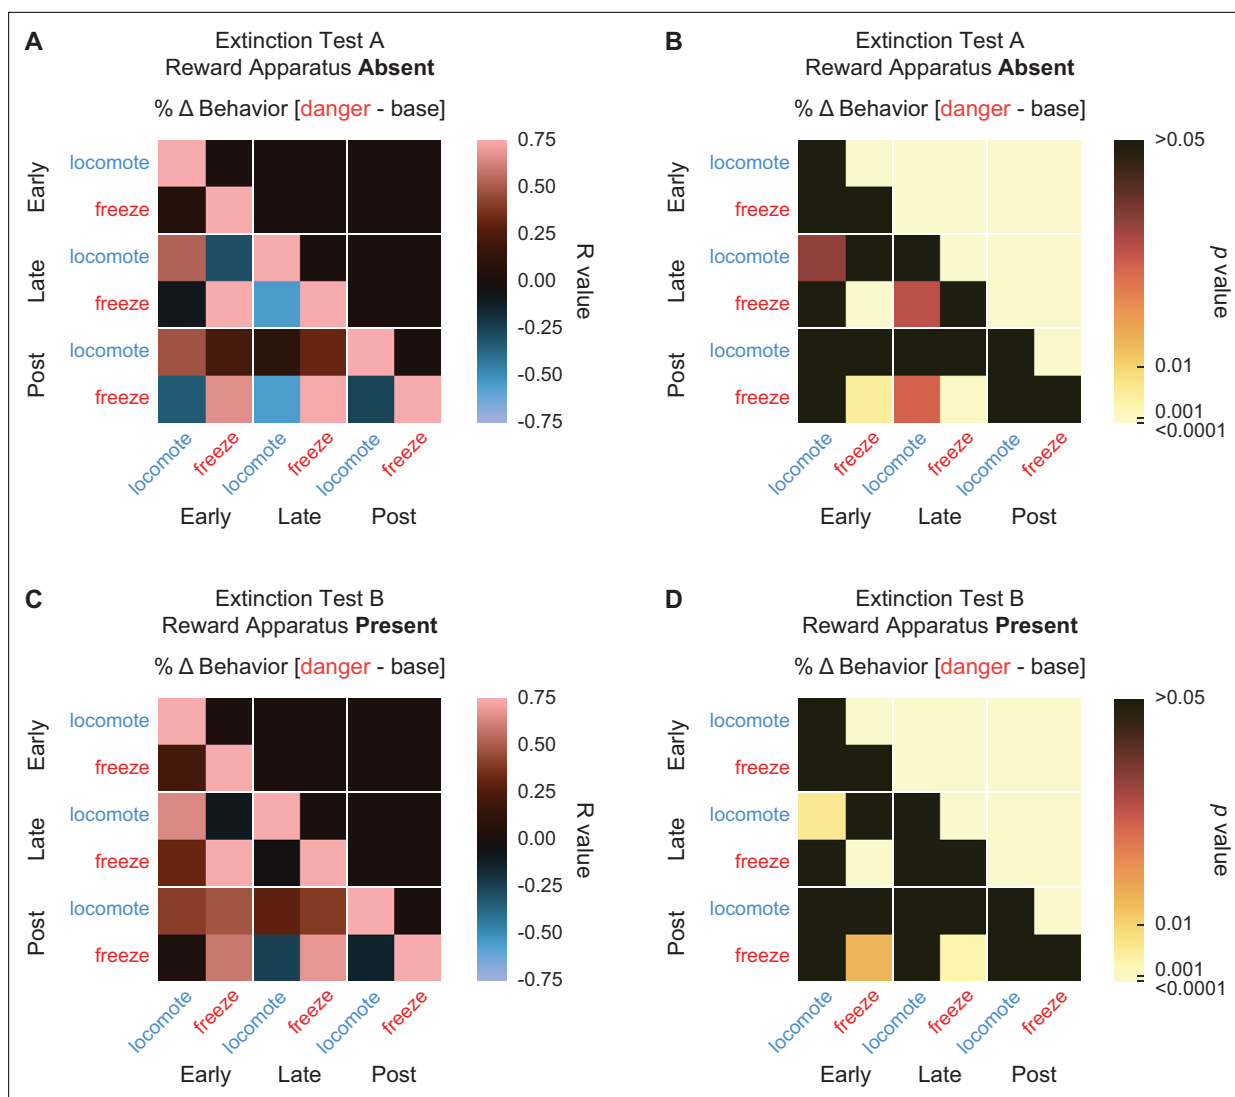 A
Extinction Test A
Reward Apparatus Absent
% Δ Behavior [danger - base]
Early
locomote
freeze
Late
locomote
freeze
Post
locomote
freeze
locomote
freeze
locomote
freeze
locomote
freeze
Early
Late
Post
0.75
0.50
0.25
0.00
-0.25
-0.50
-0.75
R value
B
Extinction Test A
Reward Apparatus Absent
% Δ Behavior [danger - base]
Early
locomote
freeze
Late
locomote
freeze
Post
locomote
freeze
locomote
freeze
locomote
freeze
locomote
freeze
Early
Late
Post
>0.05
0.01
0.001
<0.0001
p value
C
Extinction Test B
Reward Apparatus Present
% Δ Behavior [danger - base]
Early
locomote
freeze
Late
locomote
freeze
Post
locomote
freeze
locomote
freeze
locomote
freeze
locomote
freeze
Early
Late
Post
0.75
0.50
0.25
0.00
-0.25
-0.50
-0.75
R value
D
Extinction Test B
Reward Apparatus Present
% Δ Behavior [danger - base]
Early
locomote
freeze
Late
locomote
freeze
Post
locomote
freeze
locomote
freeze
locomote
freeze
locomote
freeze
Early
Late
Post
>0.05
0.01
0.001
<0.0001
p value